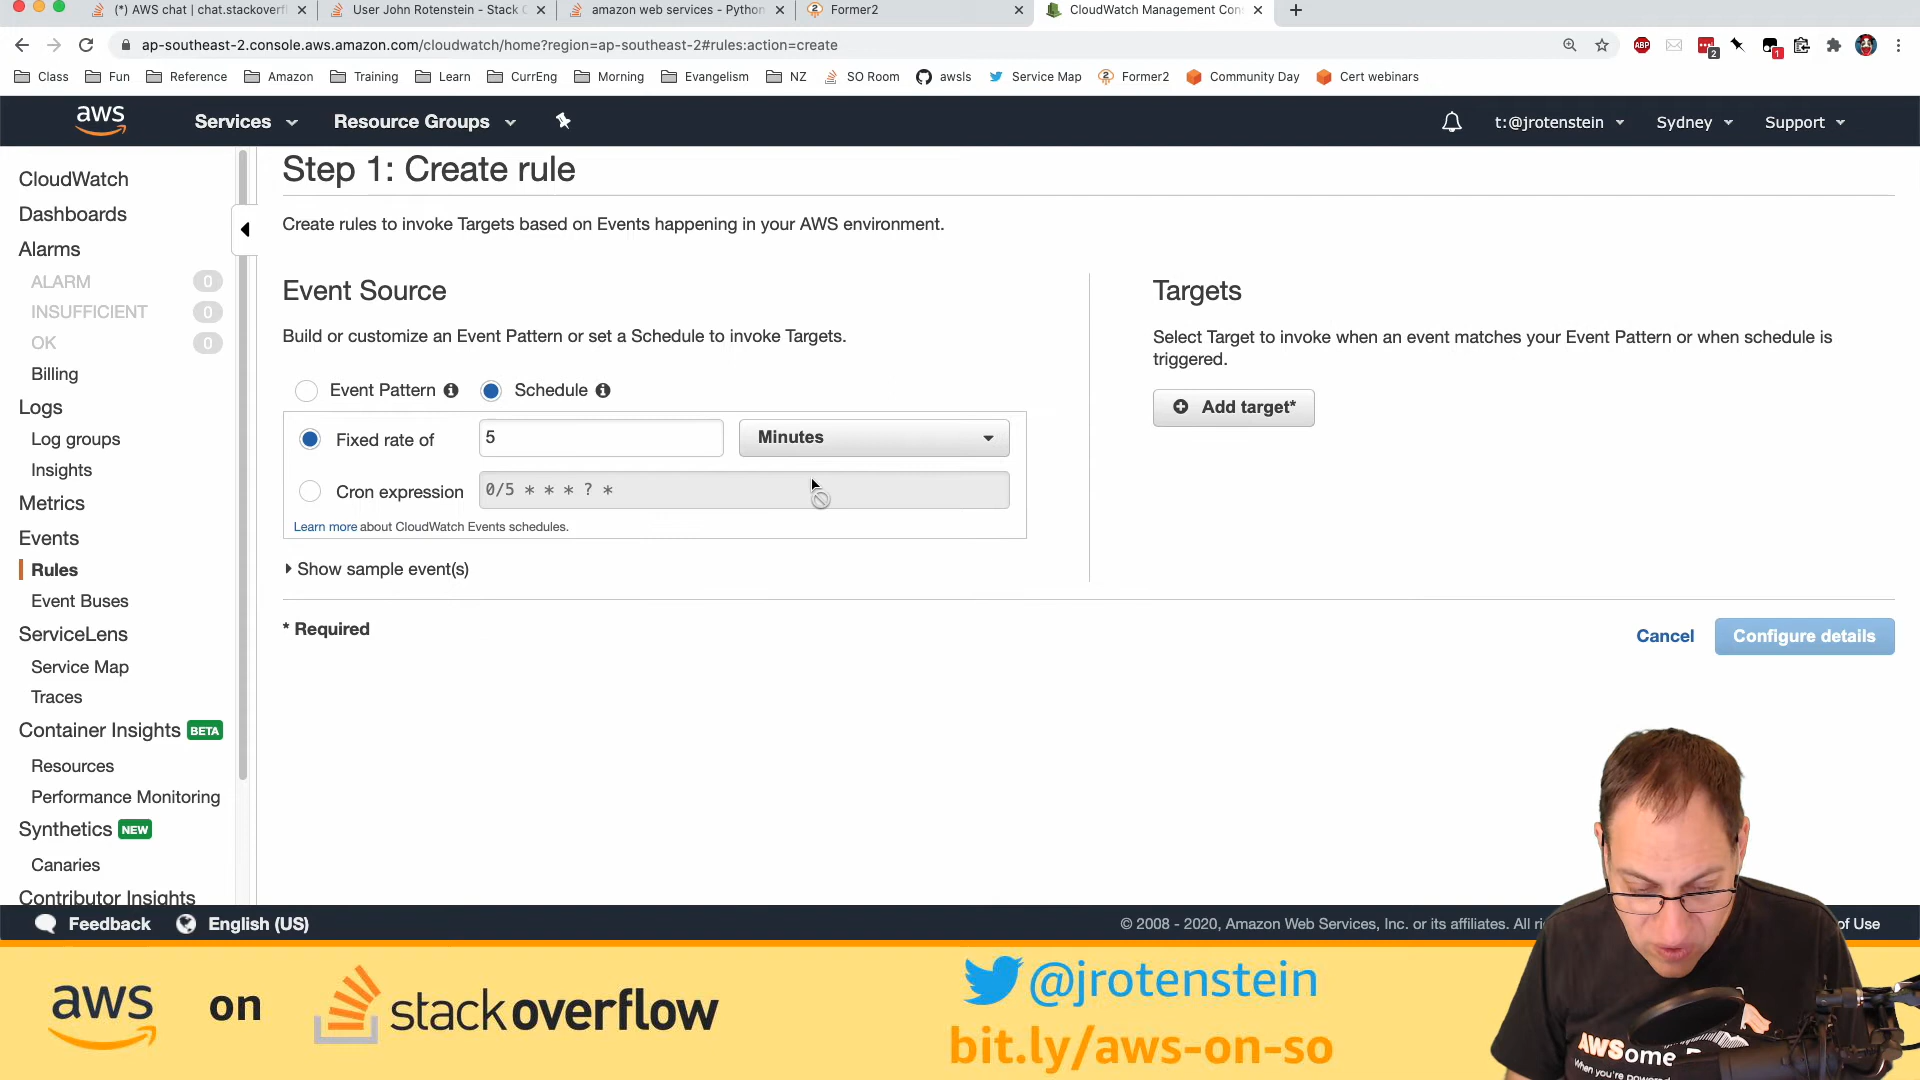 (*) AWS chat | chat.stackoverfl
User John Rotenstein - Stack O
amazon web services - Python
Former2
CloudWatch Management Con
ap-southeast-2.console.aws.amazon.com/cloudwatch/home?region=ap-southeast-2#rules:action=create
ABP
2
1
Class
Fun
Reference
Amazon
Training
Learn
CurrEng
Morning
Evangelism
NZ
SO Room
awsls
Service Map
Former2
Community Day
Cert webinars
aws
Services
Resource Groups
t:@jrotenstein
Sydney
Support
CloudWatch
Dashboards
Alarms
ALARM 0
INSUFFICIENT 0
OK 0
Billing
Logs
Log groups
Insights
Metrics
Events
Rules
Event Buses
ServiceLens
Service Map
Traces
Container Insights BETA
Resources
Performance Monitoring
Synthetics NEW
Canaries
Contributor Insights
Step 1: Create rule
Create rules to invoke Targets based on Events happening in your AWS environment.
Event Source
Build or customize an Event Pattern or set a Schedule to invoke Targets.
Event Pattern
Schedule
Fixed rate of
5
Minutes
Cron expression
0/5 * * * ? *
Learn more about CloudWatch Events schedules.
Show sample event(s)
* Required
Targets
Select Target to invoke when an event matches your Event Pattern or when schedule is
triggered.
Add target*
Cancel
Configure details
Feedback
English (US)
© 2008 - 2020, Amazon Web Services, Inc. or its affiliates. All ri
of Use
aws on stackoverflow
@jrotenstein
bit.ly/aws-on-so
AWSome
When you're power